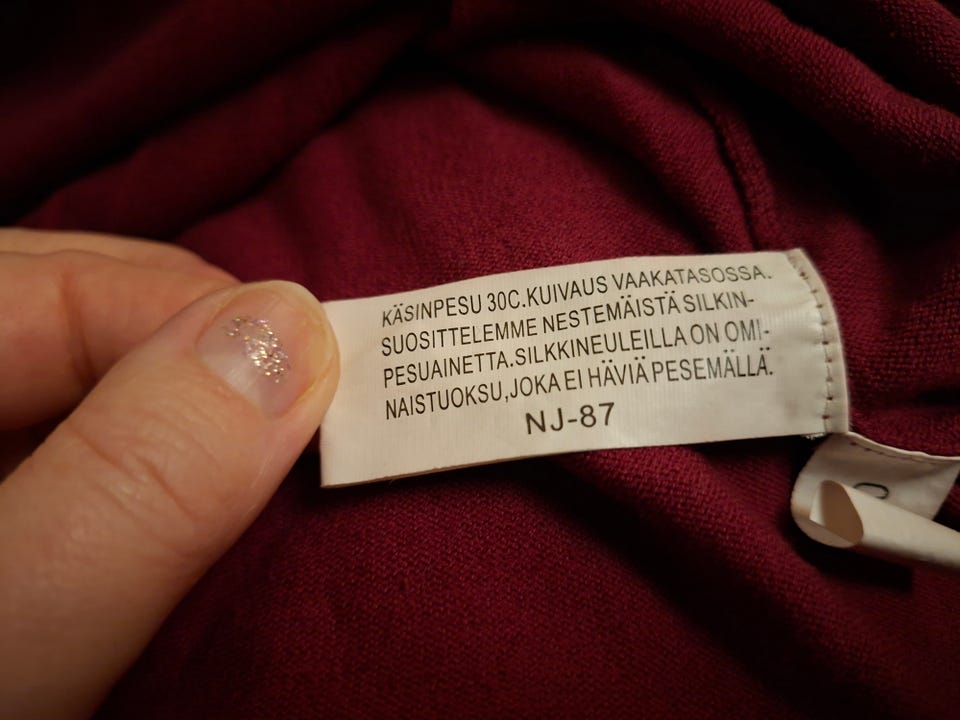 KÄSINPESU 30C.KUIVAUS VAAKATASOSSA.
SUOSITTELEMME NESTEMÄISTÄ SILKIN-
PESUAINETTA.SILKKINEULEILLA ON OMI-
NAISTUOKSU,JOKA EI HÄVIÄ PESEMÄLLÄ.
NJ-87